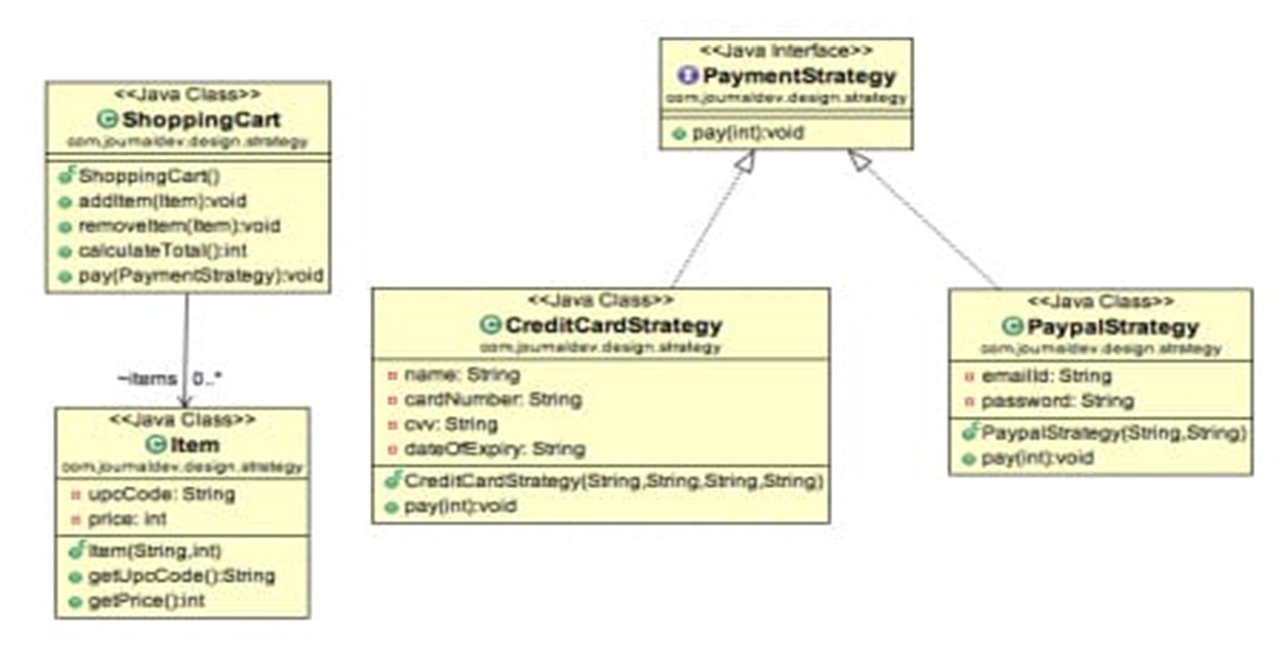 <<Java Class>>
ShoppingCart
com.journaldev.design.strategy
ShoppingCart()
addItem(Item):void
removeItem(Item):void
calculateTotal():int
pay(PaymentStrategy):void
~items 0..*
<<Java Class>>
Item
com.journaldev.design.strategy
upcCode: String
price: int
Item(String,int)
getUpcCode():String
getPrice():int
<<Java Interface>>
PaymentStrategy
com.journaldev.design.strategy
pay(int):void
<<Java Class>>
CreditCardStrategy
com.journaldev.design.strategy
name: String
cardNumber: String
cvv: String
dateOfExpiry: String
CreditCardStrategy(String,String,String,String)
pay(int):void
<<Java Class>>
PaypalStrategy
com.journaldev.design.strategy
emailId: String
password: String
PaypalStrategy(String,String)
pay(int):void